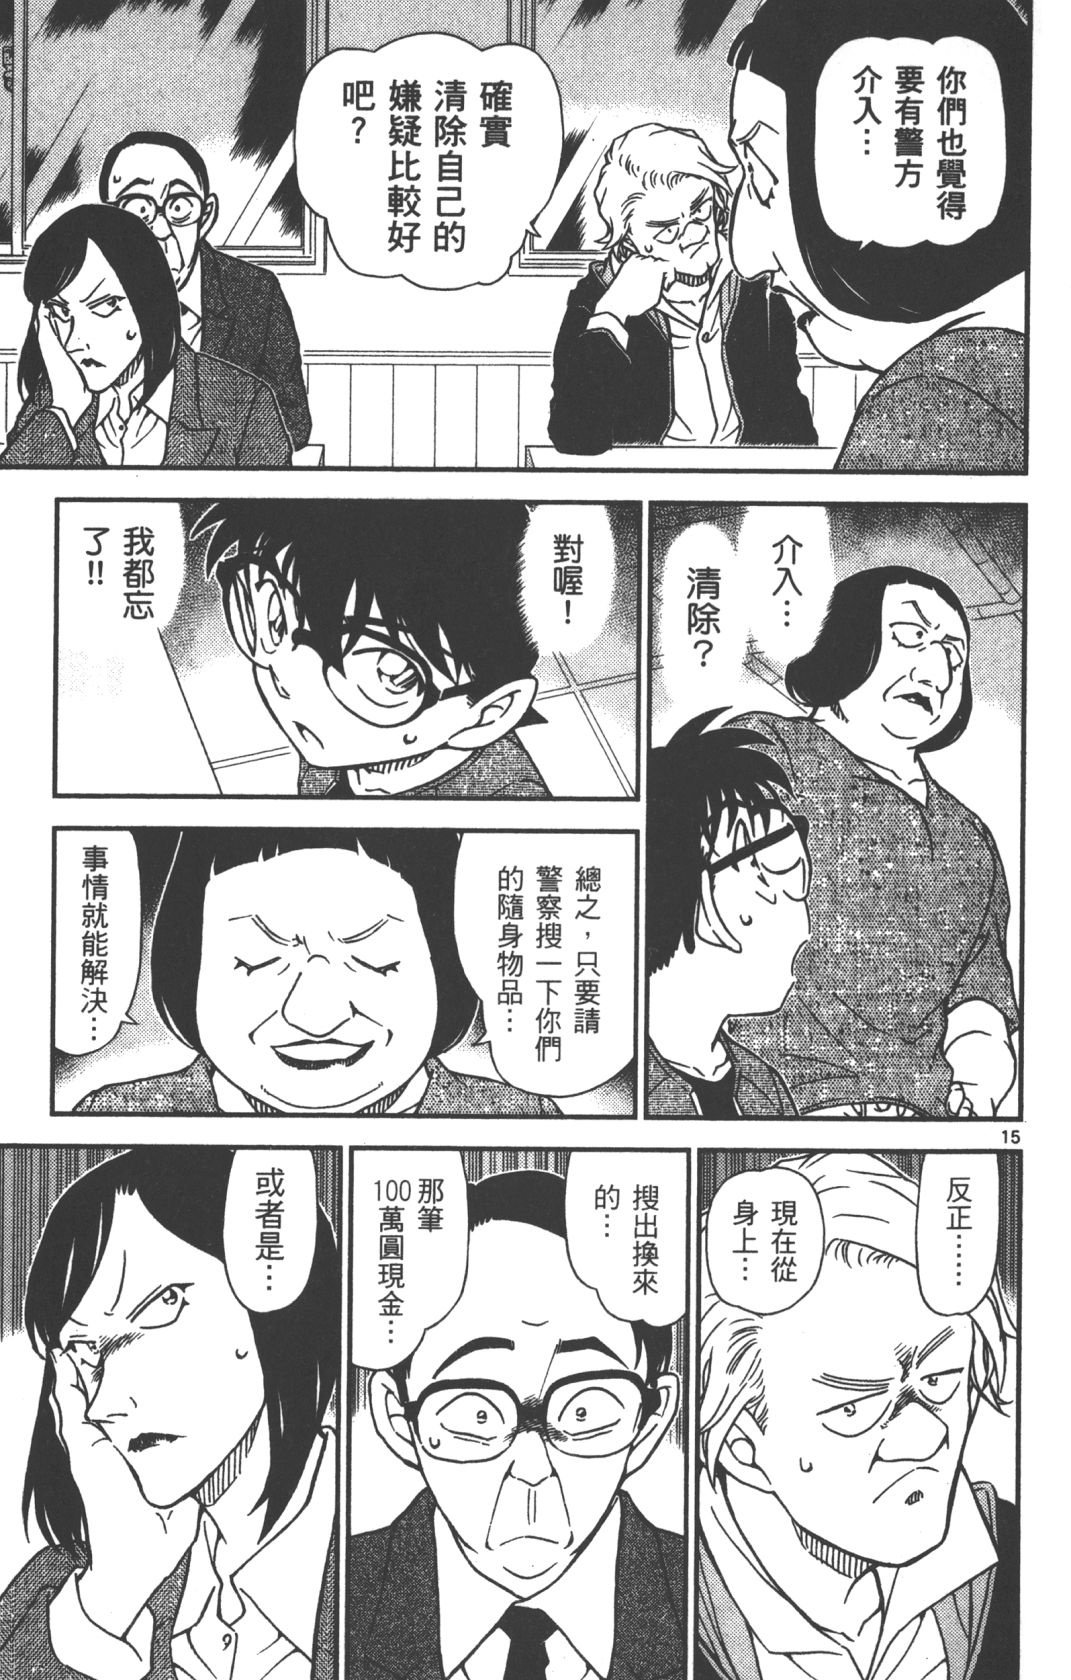 你們也覺得
要有警方
介入…
確實
清除自己的
嫌疑比較好
吧？
介入…
清除？
對喔！
我都忘
了!!
總之，只要請
警察搜一下你們
的隨身物品…
事情就能解決…
15
反正……
現在從
身上…
搜出換來
的…
那筆
100萬圓現金…
或者是…